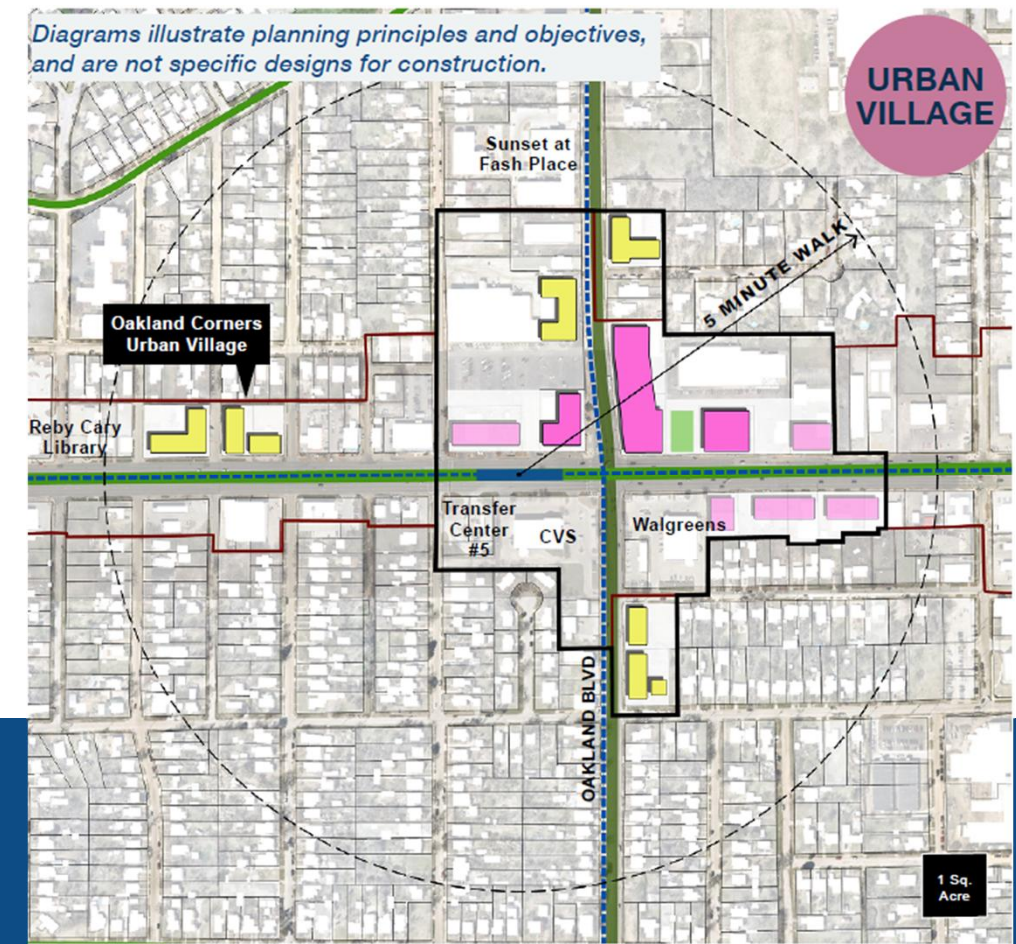 Diagrams illustrate planning principles and objectives,
and are not specific designs for construction.
URBAN
VILLAGE
Sunset at
Fash Place
5 MINUTE WALK
Oakland Corners
Urban Village
Reby Cary
Library
Transfer
Center
#5
CVS
Walgreens
OAKLAND BLVD
1 Sq.
Acre